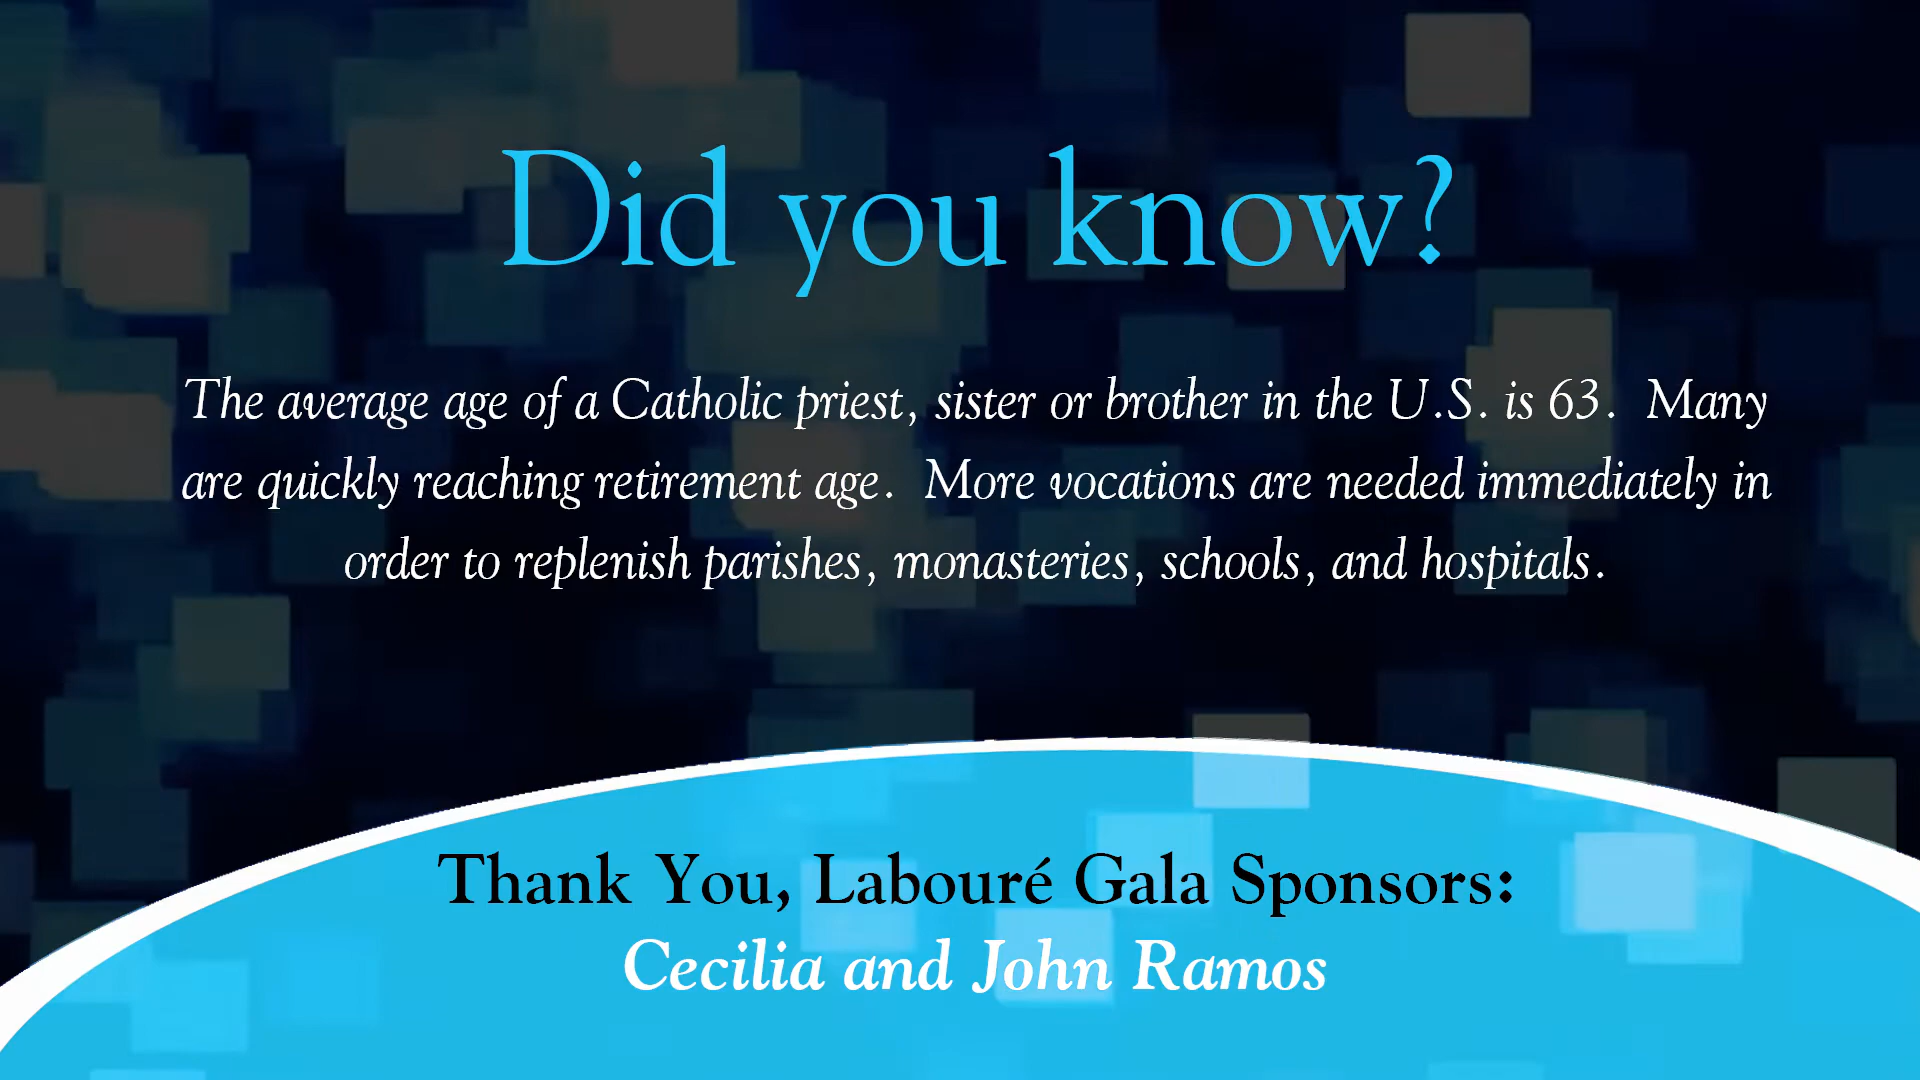 Did you know?
The average age of a Catholic priest, sister or brother in the U.S. is 63.  Many
are quickly reaching retirement age.  More vocations are needed immediately in
order to replenish parishes, monasteries, schools, and hospitals.
Thank You, Labouré Gala Sponsors:
Cecilia and John Ramos